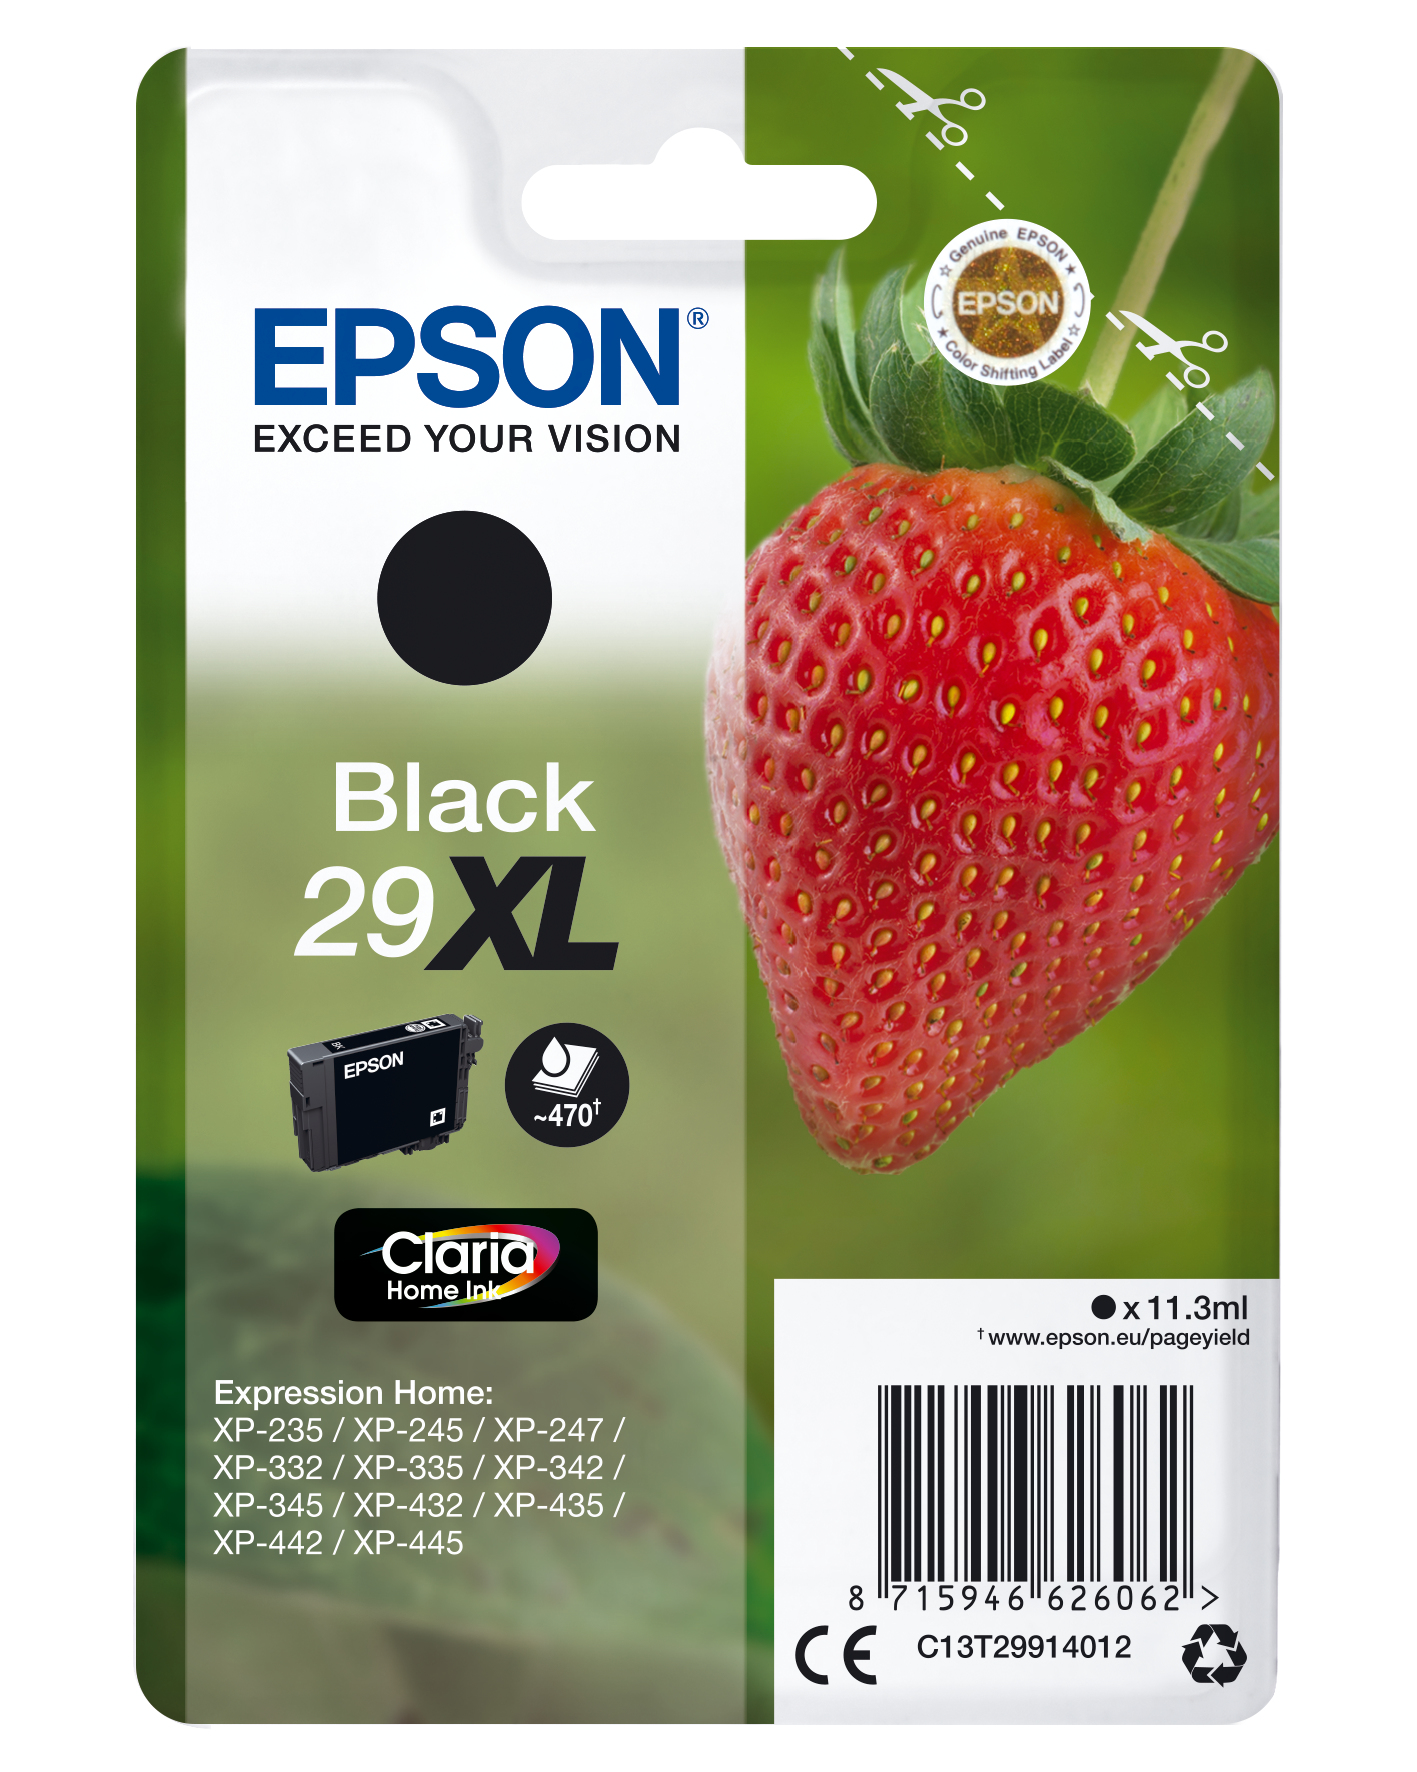 EPSON®
EXCEED YOUR VISION
Genuine EPSON
EPSON
Color Shifting Label
Black
29XL
BK
EPSON
~470†
Claria
Home Ink
Expression Home:
XP-235 / XP-245 / XP-247 /
XP-332 / XP-335 / XP-342 /
XP-345 / XP-432 / XP-435 /
XP-442 / XP-445
x 11.3ml
† www.epson.eu/pageyield
8 715946 626062 >
CE
C13T29914012